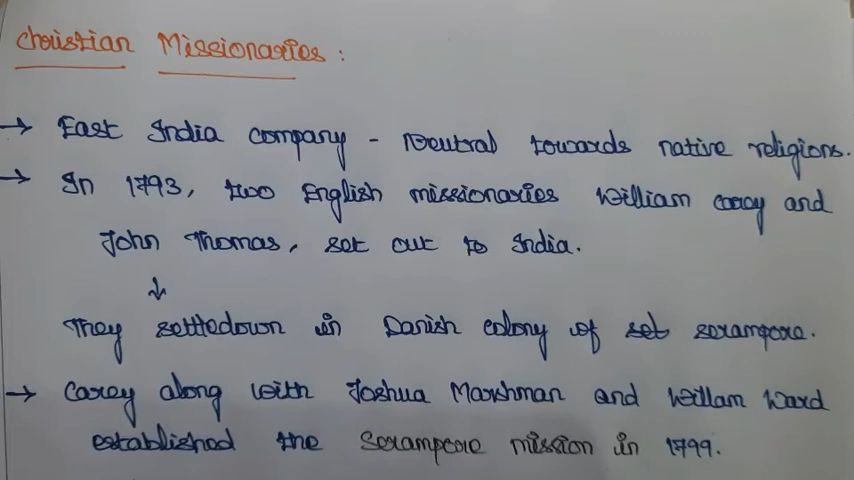 Christian Missionaries :
→ East India company - Neutral towards native religions.
→ In 1793, two English missionaries William carey and
John Thomas, set out to India.
↓
They settledown in Danish colony of set serampore.
→ Carey along with Joshua Marshman and Willam Ward
established the Serampore mission in 1799.